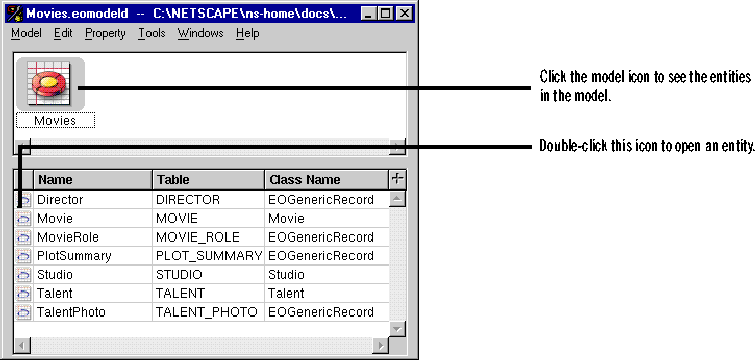 Movies.eomodeld -- C:\NETSCAPE\ns-home\docs\...
Model Edit Property Tools Windows Help
Click the model icon to see the entities
in the model.
Movies
Double-click this icon to open an entity.
Name Table Class Name
Director DIRECTOR EOGenericRecord
Movie MOVIE Movie
MovieRole MOVIE_ROLE EOGenericRecord
PlotSummary PLOT_SUMMARY EOGenericRecord
Studio STUDIO Studio
Talent TALENT Talent
TalentPhoto TALENT_PHOTO EOGenericRecord